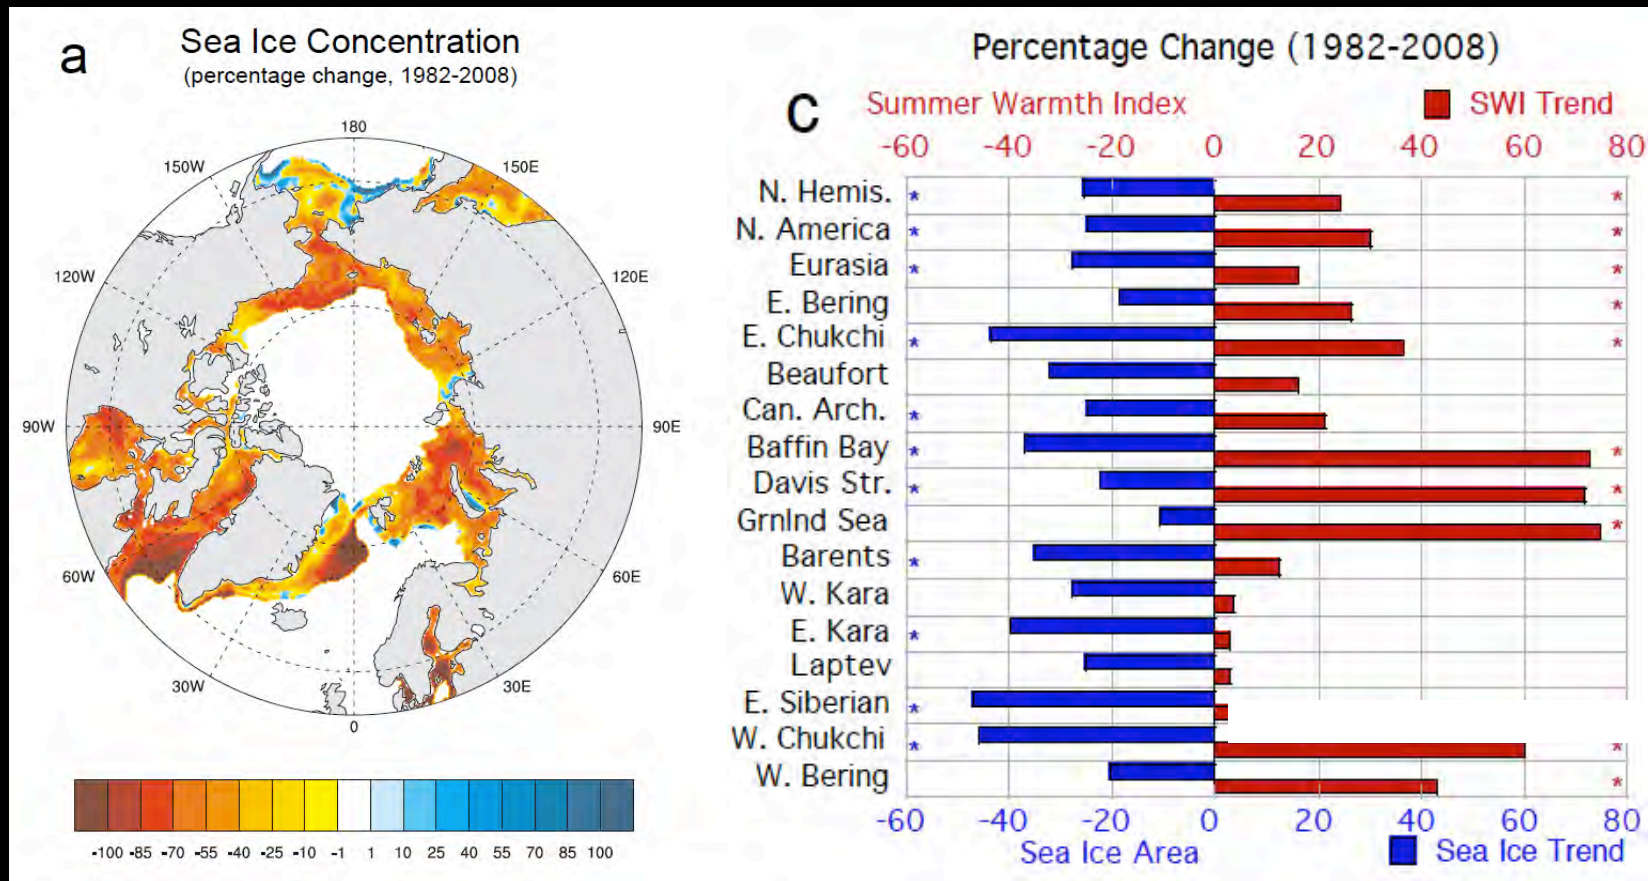 a
Sea Ice Concentration
(percentage change, 1982-2008)
180
150W
150E
120W
120E
90W
90E
60W
60E
30W
30E
0
-100 -85 -70 -55 -40 -25 -10 -1 1 10 25 40 55 70 85 100
Percentage Change (1982-2008)
c
Summer Warmth Index
SWI Trend
-60 -40 -20 0 20 40 60 80
N. Hemis. * *
N. America * *
Eurasia * *
E. Bering *
E. Chukchi * *
Beaufort
Can. Arch. *
Baffin Bay * *
Davis Str. * *
Grnlnd Sea *
Barents *
W. Kara
E. Kara *
Laptev
E. Siberian *
W. Chukchi * *
W. Bering *
-60 -40 -20 0 20 40 60 80
Sea Ice Area
Sea Ice Trend